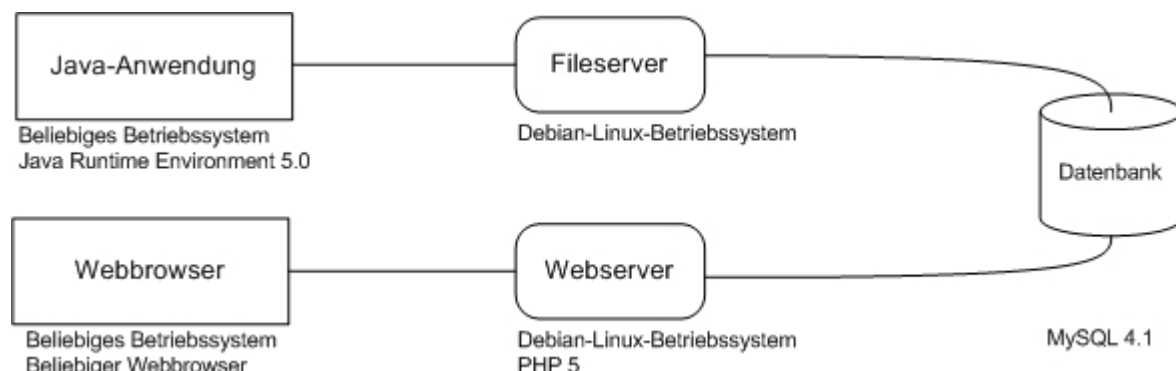 Java-Anwendung
Beliebiges Betriebssystem
Java Runtime Environment 5.0
Fileserver
Debian-Linux-Betriebssystem
Datenbank
MySQL 4.1
Webbrowser
Beliebiges Betriebssystem
Beliebiger Webbrowser
Webserver
Debian-Linux-Betriebssystem
PHP 5